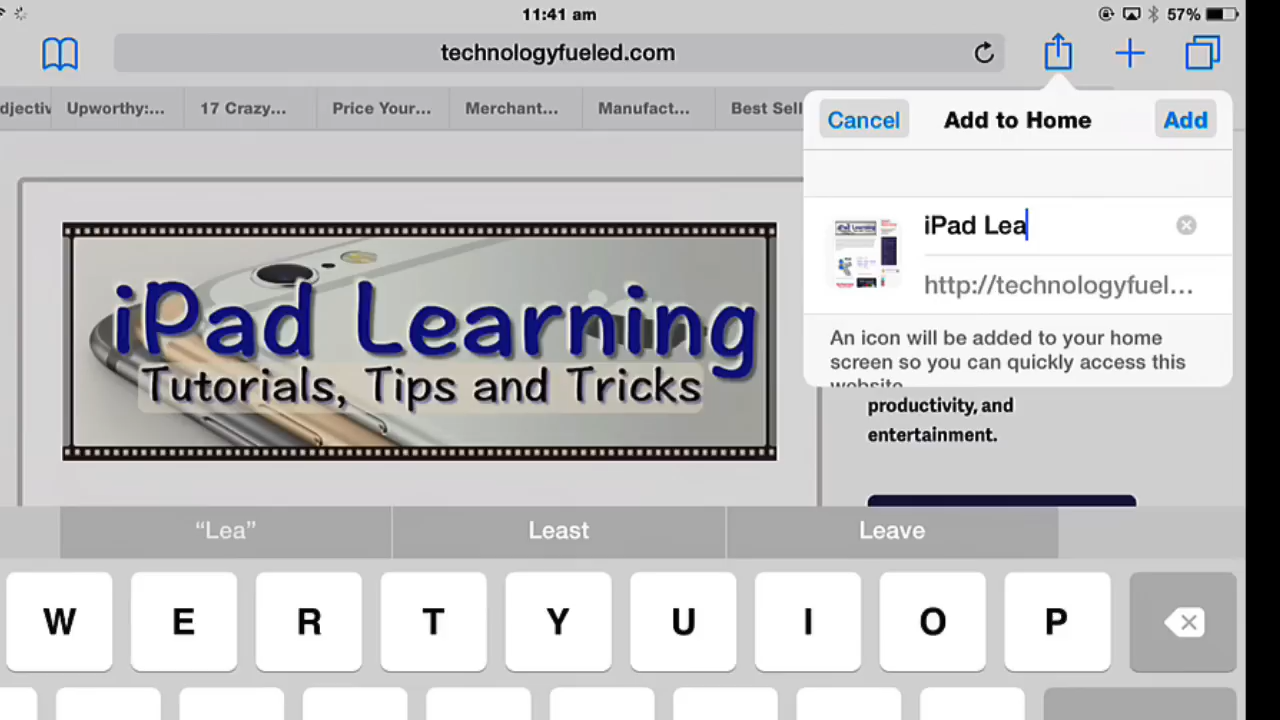 11:41 am
57%
technologyfueled.com
djectiv
Upworthy:...
17 Crazy...
Price Your...
Merchant...
Manufact...
Best Sell
Cancel
Add to Home
Add
iPad Lea
http://technologyfuel...
An icon will be added to your home
screen so you can quickly access this
website.
iPad Learning
Tutorials, Tips and Tricks
productivity, and
entertainment.
“Lea”
Least
Leave
W E R T Y U I O P